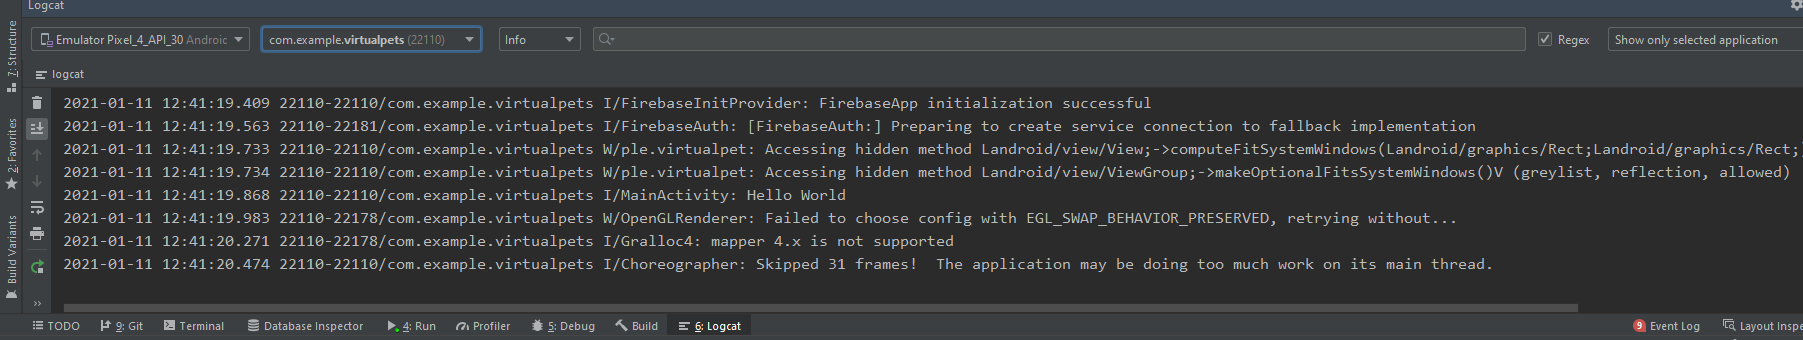 Logcat
Emulator Pixel_4_API_30 Androic
com.example.virtualpets (22110)
Info
Regex
Show only selected application
7: Structure
2: Favorites
Build Variants
logcat
2021-01-11 12:41:19.409 22110-22110/com.example.virtualpets I/FirebaseInitProvider: FirebaseApp initialization successful
2021-01-11 12:41:19.563 22110-22181/com.example.virtualpets I/FirebaseAuth: [FirebaseAuth:] Preparing to create service connection to fallback implementation
2021-01-11 12:41:19.733 22110-22110/com.example.virtualpets W/ple.virtualpet: Accessing hidden method Landroid/view/View;->computeFitSystemWindows(Landroid/graphics/Rect;Landroid/graphics/Rect;)
2021-01-11 12:41:19.734 22110-22110/com.example.virtualpets W/ple.virtualpet: Accessing hidden method Landroid/view/ViewGroup;->makeOptionalFitsSystemWindows()V (greylist, reflection, allowed)
2021-01-11 12:41:19.868 22110-22110/com.example.virtualpets I/MainActivity: Hello World
2021-01-11 12:41:19.983 22110-22178/com.example.virtualpets W/OpenGLRenderer: Failed to choose config with EGL_SWAP_BEHAVIOR_PRESERVED, retrying without...
2021-01-11 12:41:20.271 22110-22178/com.example.virtualpets I/Gralloc4: mapper 4.x is not supported
2021-01-11 12:41:20.474 22110-22110/com.example.virtualpets I/Choreographer: Skipped 31 frames!  The application may be doing too much work on its main thread.
TODO
9: Git
Terminal
Database Inspector
4: Run
Profiler
5: Debug
Build
6: Logcat
9 Event Log
Layout Inspe